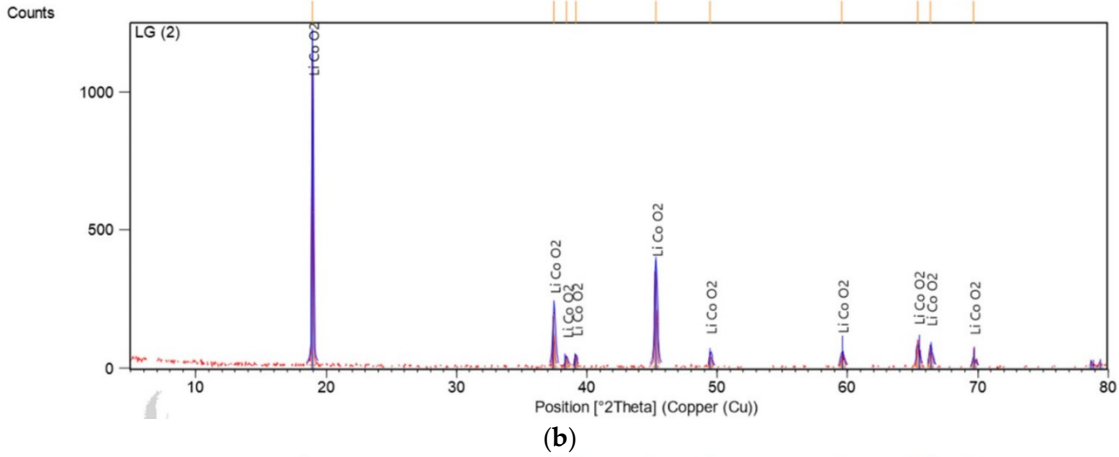 Counts
LG (2)
Li Co O2
Li Co O2
Li Co O2
Li Co O2
Li Co O2
Li Co O2
Li Co O2
Li Co O2
Li Co O2
Li Co O2
1000
500
0
10 20 30 40 50 60 70 80
Position [°2Theta] (Copper (Cu))
(b)